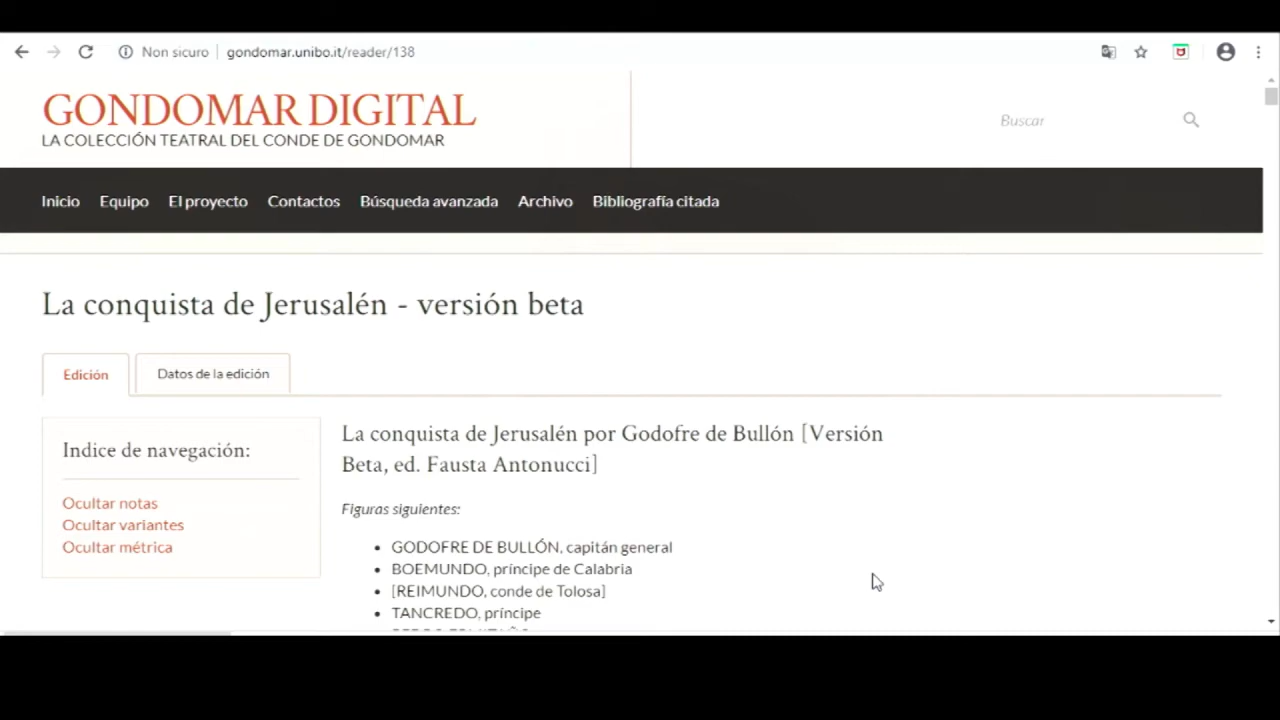 Non sicuro gondomar.unibo.it/reader/138
GONDOMAR DIGITAL
LA COLECCIÓN TEATRAL DEL CONDE DE GONDOMAR
Buscar
Inicio Equipo El proyecto Contactos Búsqueda avanzada Archivo Bibliografía citada
La conquista de Jerusalén - versión beta
Edición Datos de la edición
Indice de navegación:
Ocultar notas
Ocultar variantes
Ocultar métrica
La conquista de Jerusalén por Godofre de Bullón [Versión
Beta, ed. Fausta Antonucci]
Figuras siguientes:
• GODOFRE DE BULLÓN, capitán general
• BOEMUNDO, príncipe de Calabria
• [REIMUNDO, conde de Tolosa]
• TANCREDO, príncipe